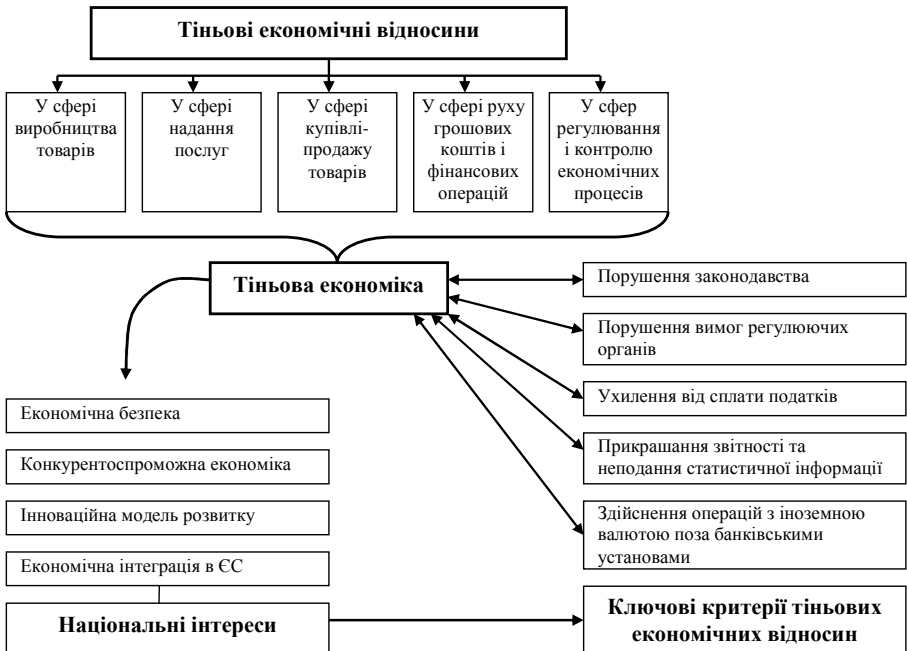 Тіньові економічні відносини
У сфері
виробництва
товарів
У сфері
надання
послуг
У сфері
купівлі-
продажу
товарів
У сфері руху
грошових
коштів і
фінансових
операцій
У сфер
регулювання
і контролю
економічних
процесів
Тіньова економіка
Порушення законодавства
Порушення вимог регулюючих
органів
Ухилення від сплати податків
Прикрашання звітності та
неподання статистичної інформації
Здійснення операцій з іноземною
валютою поза банківськими
установами
Економічна безпека
Конкурентоспроможна економіка
Інноваційна модель розвитку
Економічна інтеграція в ЄС
Національні інтереси
Ключові критерії тіньових
економічних відносин